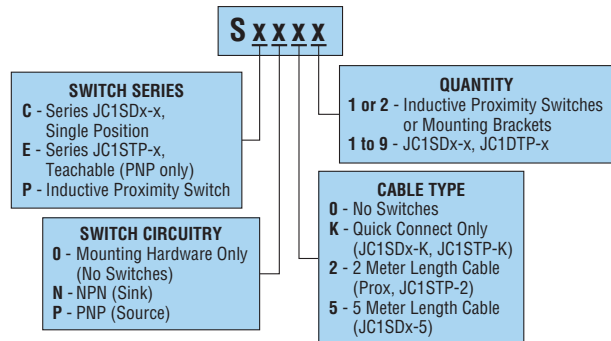 S x x x x
SWITCH SERIES
C - Series JC1SDx-x,
Single Position
E - Series JC1STP-x,
Teachable (PNP only)
P - Inductive Proximity Switch
QUANTITY
1 or 2 - Inductive Proximity Switches
or Mounting Brackets
1 to 9 - JC1SDx-x, JC1DTP-x
SWITCH CIRCUITRY
0 - Mounting Hardware Only
(No Switches)
N - NPN (Sink)
P - PNP (Source)
CABLE TYPE
0 - No Switches
K - Quick Connect Only
(JC1SDx-K, JC1STP-K)
2 - 2 Meter Length Cable
(Prox, JC1STP-2)
5 - 5 Meter Length Cable
(JC1SDx-5)